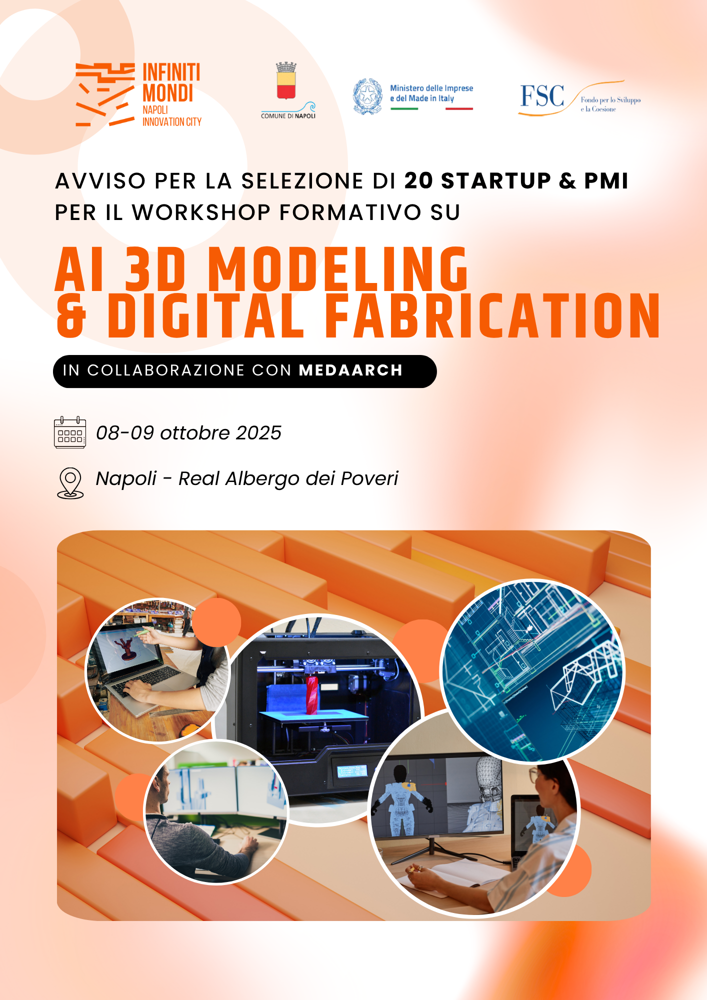 INFINITI
MONDI
NAPOLI
INNOVATION CITY
COMUNE DI NAPOLI
Ministero delle Imprese
e del Made in Italy
FSC
Fondo per lo Sviluppo
e la Coesione
AVVISO PER LA SELEZIONE DI 20 STARTUP & PMI
PER IL WORKSHOP FORMATIVO SU
AI 3D MODELING
& DIGITAL FABRICATION
IN COLLABORAZIONE CON MEDAARCH
08-09 ottobre 2025
Napoli - Real Albergo dei Poveri